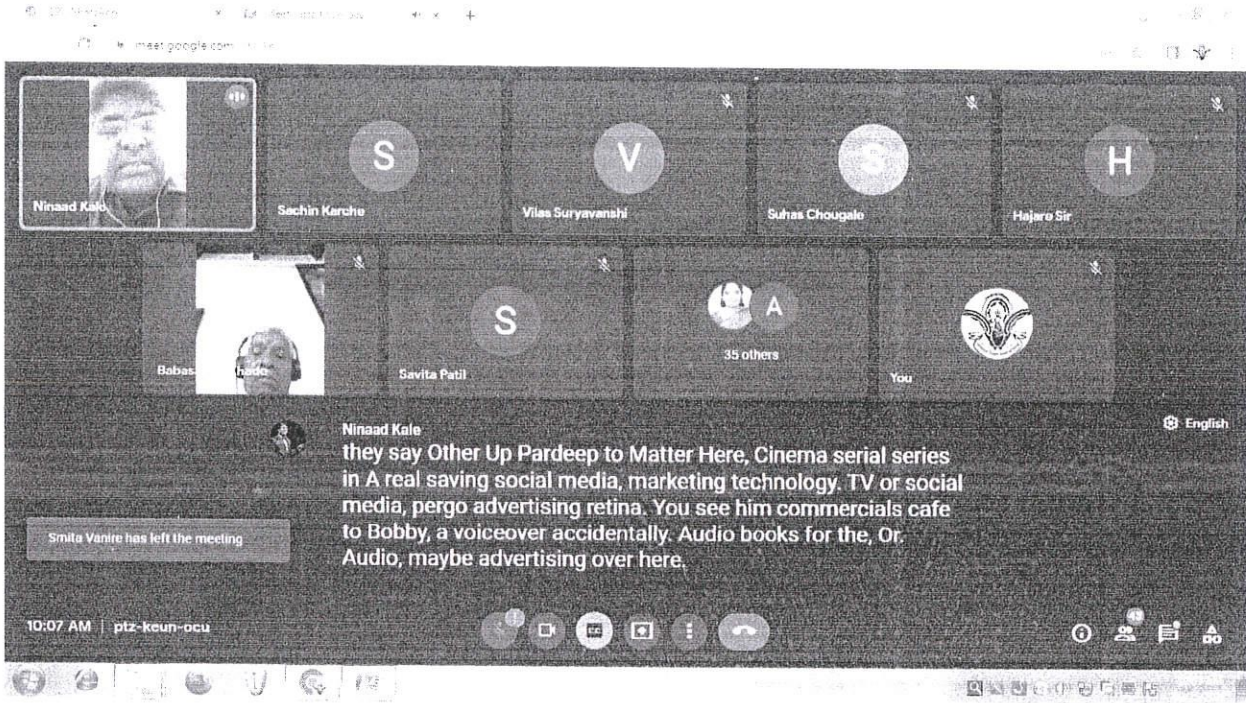 meet.google.com
Ninaad Kale
S
Sachin Karche
V
Vilas Suryavanshi
S
Suhas Chougale
H
Hajare Sir
Babasa
hade
S
Savita Patil
A
35 others
You
English
Ninaad Kale
they say Other Up Pardeep to Matter Here, Cinema serial series
in A real saving social media, marketing technology. TV or social
media, pergo advertising retina. You see him commercials cafe
to Bobby, a voiceover accidentally. Audio books for the, Or.
Audio, maybe advertising over here.
Smita Vanire has left the meeting
10:07 AM | ptz-keun-ocu
CC
43